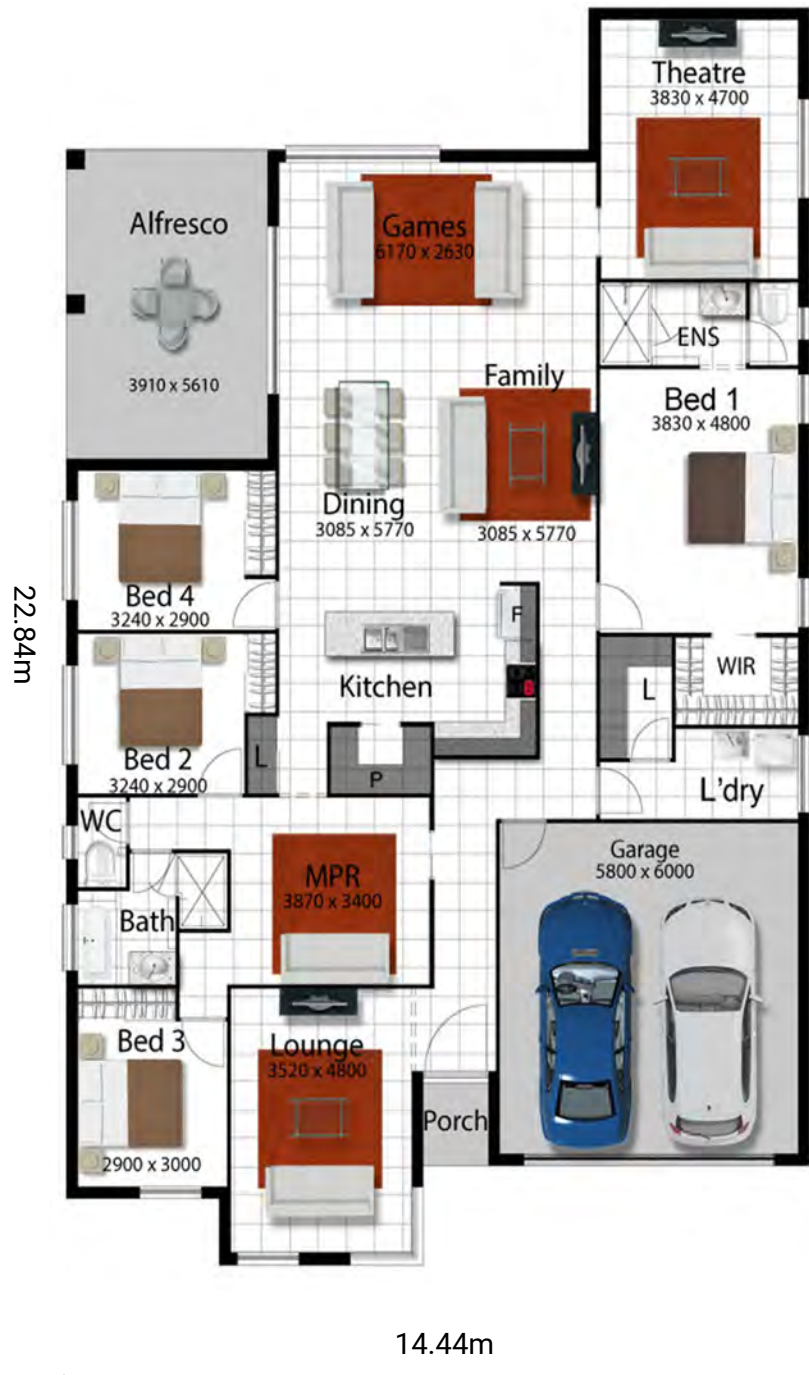 Theatre
3830 x 4700
Alfresco
3910 x 5610
Games
6170 x 2630
ENS
Family
3085 x 5770
Bed 1
3830 x 4800
Dining
3085 x 5770
Bed 4
3240 x 2900
F
22.84m
Kitchen
WIR
L
Bed 2
3240 x 2900
L
P
L'dry
WC
MPR
3870 x 3400
Garage
5800 x 6000
Bath
Bed 3
2900 x 3000
Lounge
3520 x 4800
Porch
14.44m